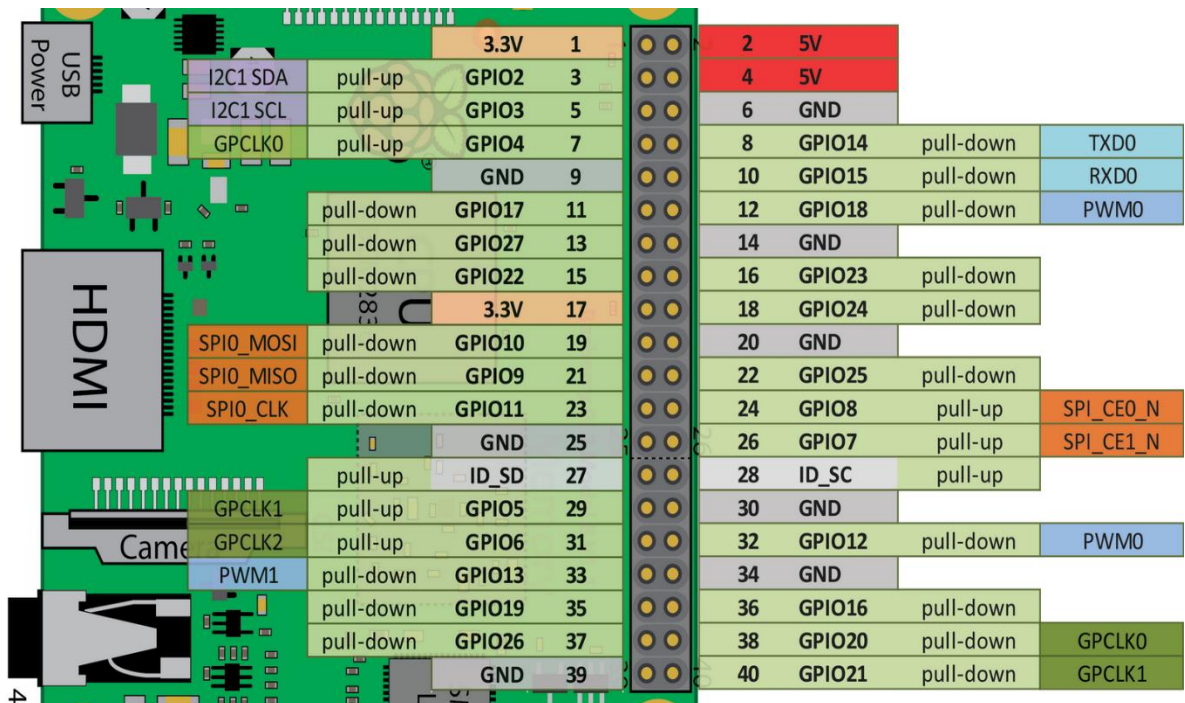 USB
Power
HDMI
Camera
3.3V 1 2 5V
I2C1 SDA pull-up GPIO2 3 4 5V
I2C1 SCL pull-up GPIO3 5 6 GND
GPCLK0 pull-up GPIO4 7 8 GPIO14 pull-down TXD0
GND 9 10 GPIO15 pull-down RXD0
pull-down GPIO17 11 12 GPIO18 pull-down PWM0
pull-down GPIO27 13 14 GND
pull-down GPIO22 15 16 GPIO23 pull-down
3.3V 17 18 GPIO24 pull-down
SPI0_MOSI pull-down GPIO10 19 20 GND
SPI0_MISO pull-down GPIO9 21 22 GPIO25 pull-down
SPI0_CLK pull-down GPIO11 23 24 GPIO8 pull-up SPI_CE0_N
GND 25 26 GPIO7 pull-up SPI_CE1_N
pull-up ID_SD 27 28 ID_SC pull-up
GPCLK1 pull-up GPIO5 29 30 GND
GPCLK2 pull-up GPIO6 31 32 GPIO12 pull-down PWM0
PWM1 pull-down GPIO13 33 34 GND
pull-down GPIO19 35 36 GPIO16 pull-down
pull-down GPIO26 37 38 GPIO20 pull-down GPCLK0
GND 39 40 GPIO21 pull-down GPCLK1
4